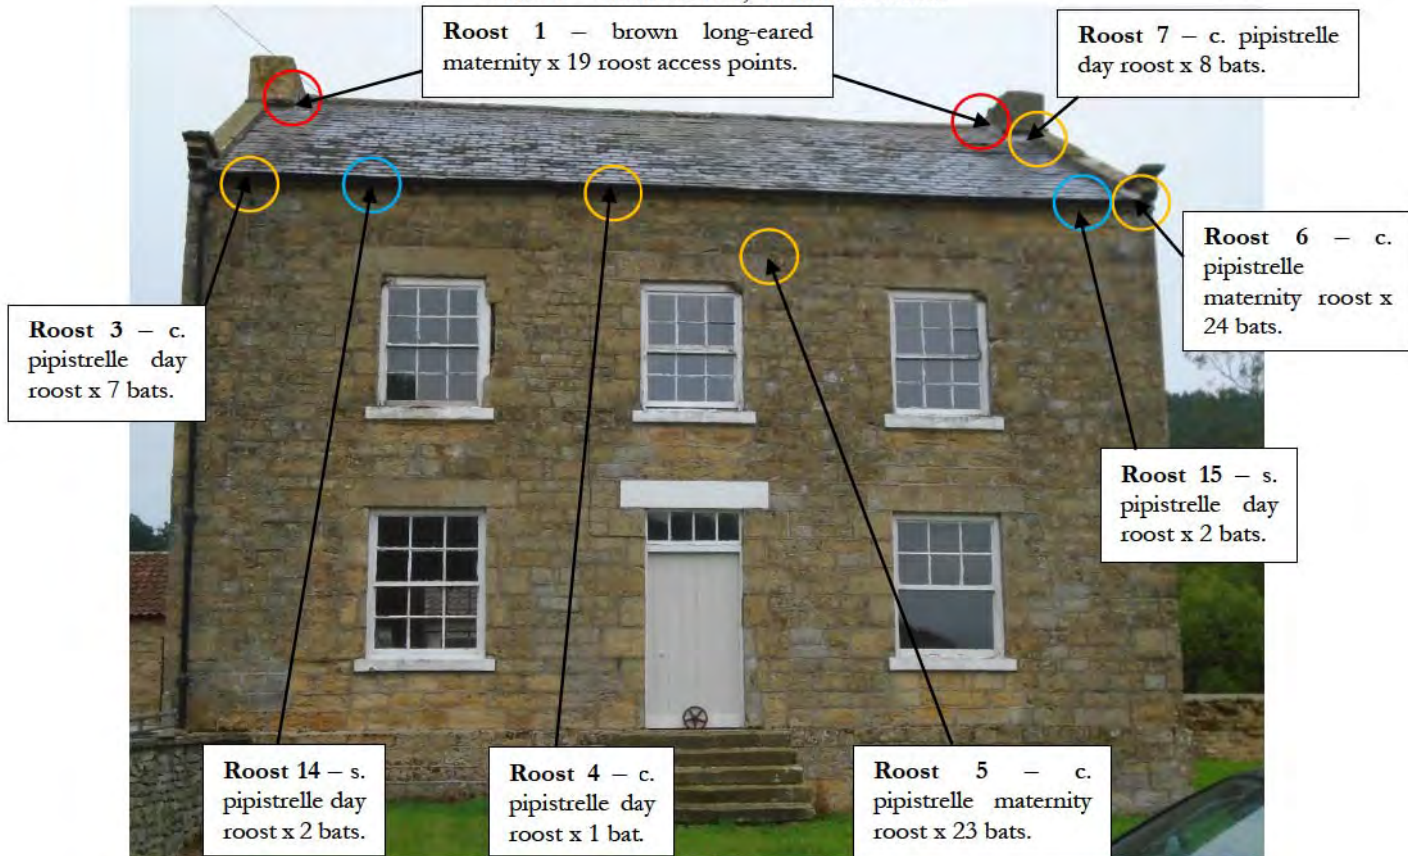 Roost 1 – brown long-eared
maternity x 19 roost access points.
Roost 7 – c. pipistrelle
day roost x 8 bats.
Roost 6 – c.
pipistrelle
maternity roost x
24 bats.
Roost 3 – c.
pipistrelle day
roost x 7 bats.
Roost 15 – s.
pipistrelle day
roost x 2 bats.
Roost 14 – s.
pipistrelle day
roost x 2 bats.
Roost 4 – c.
pipistrelle day
roost x 1 bat.
Roost 5 – c.
pipistrelle maternity
roost x 23 bats.